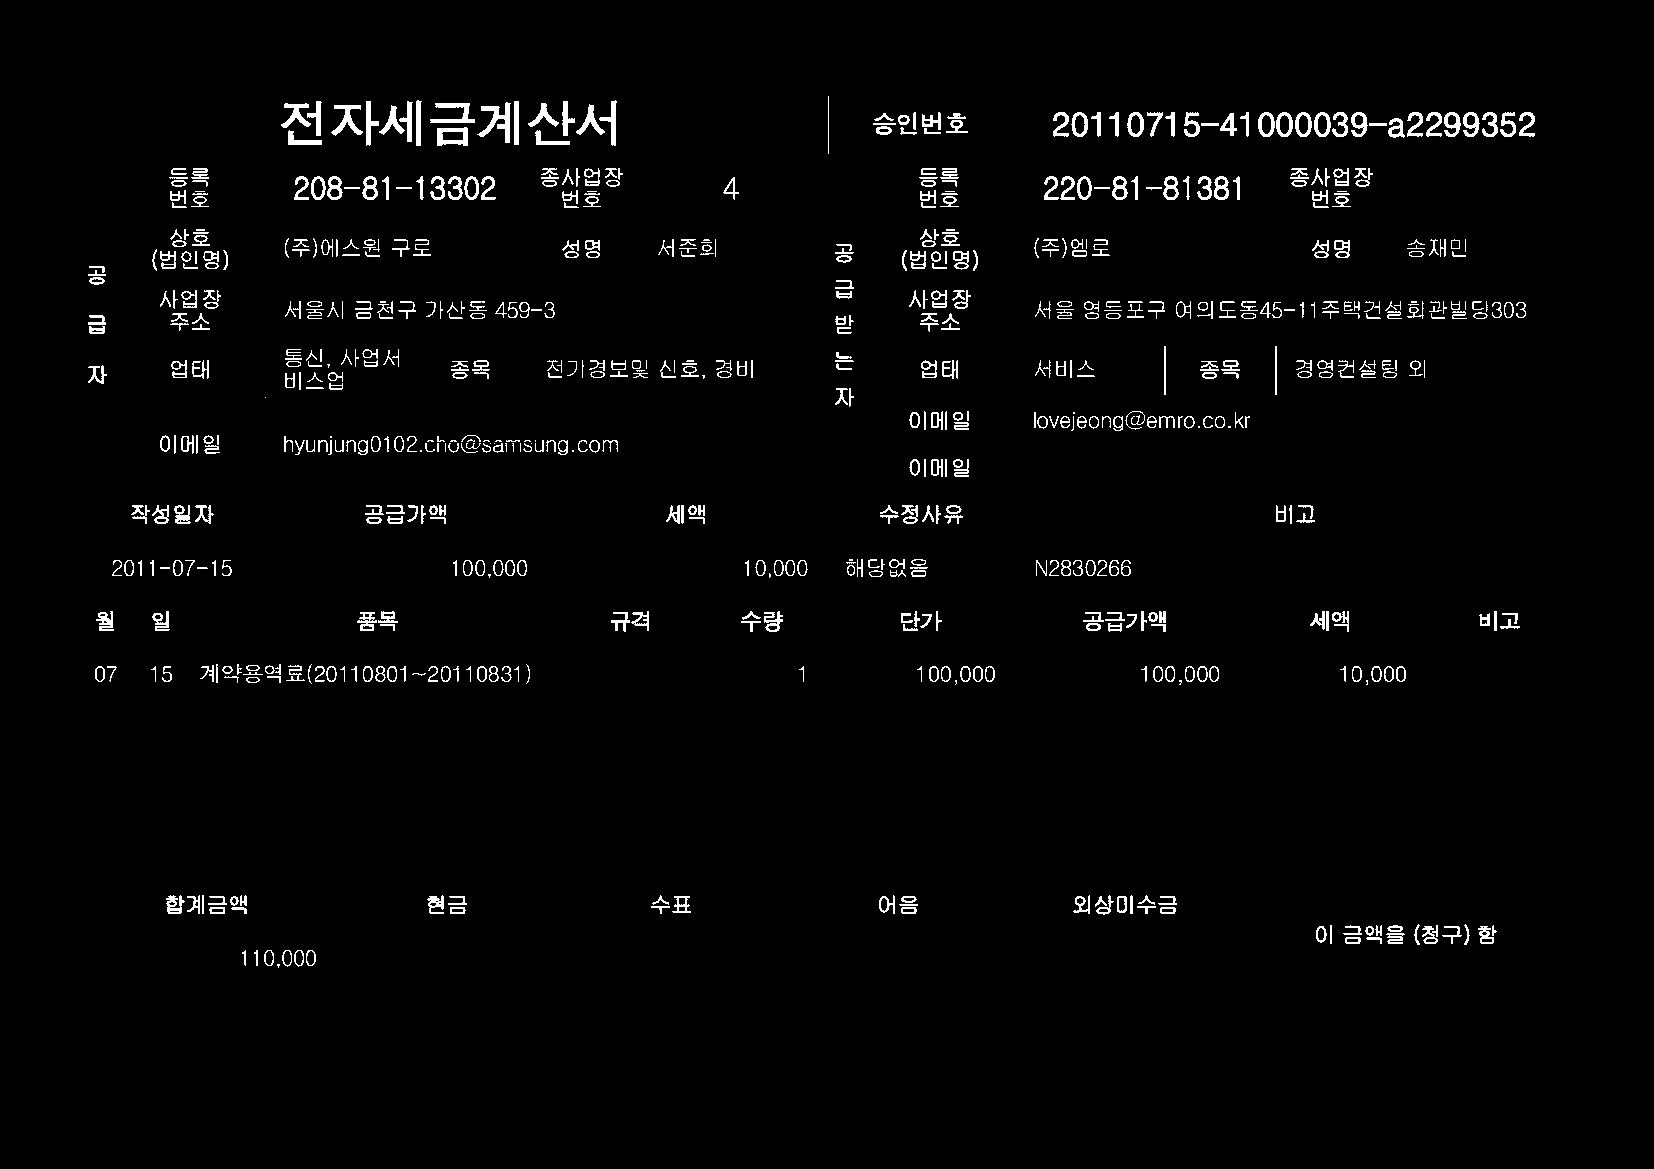 전자세금계산서 승인번호 20110715-41000039-a2299352
등록번호 208-81-13302 종사업장번호 4 등록번호 220-81-81381 종사업장번호
공급자 공급받는자
상호(법인명) (주)에스원 구로 성명 서준희 상호(법인명) (주)엠로 성명 송재민
사업장주소 서울시 금천구 가산동 459-3 사업장주소 서울 영등포구 여의도동45-11주택건설회관빌딩303
업태 통신, 사업서비스업 종목 전기경보및 신호, 경비 업태 서비스 종목 경영컨설팅 외
이메일 hyunjung0102.cho@samsung.com 이메일 lovejeong@emro.co.kr
이메일
작성일자 공급가액 세액 수정사유 비고
2011-07-15 100,000 10,000 해당없음 N2830266
월 일 품목 규격 수량 단가 공급가액 세액 비고
07 15 계약용역료(20110801~20110831) 1 100,000 100,000 10,000
합계금액 현금 수표 어음 외상미수금
이 금액을 (청구) 함
110,000